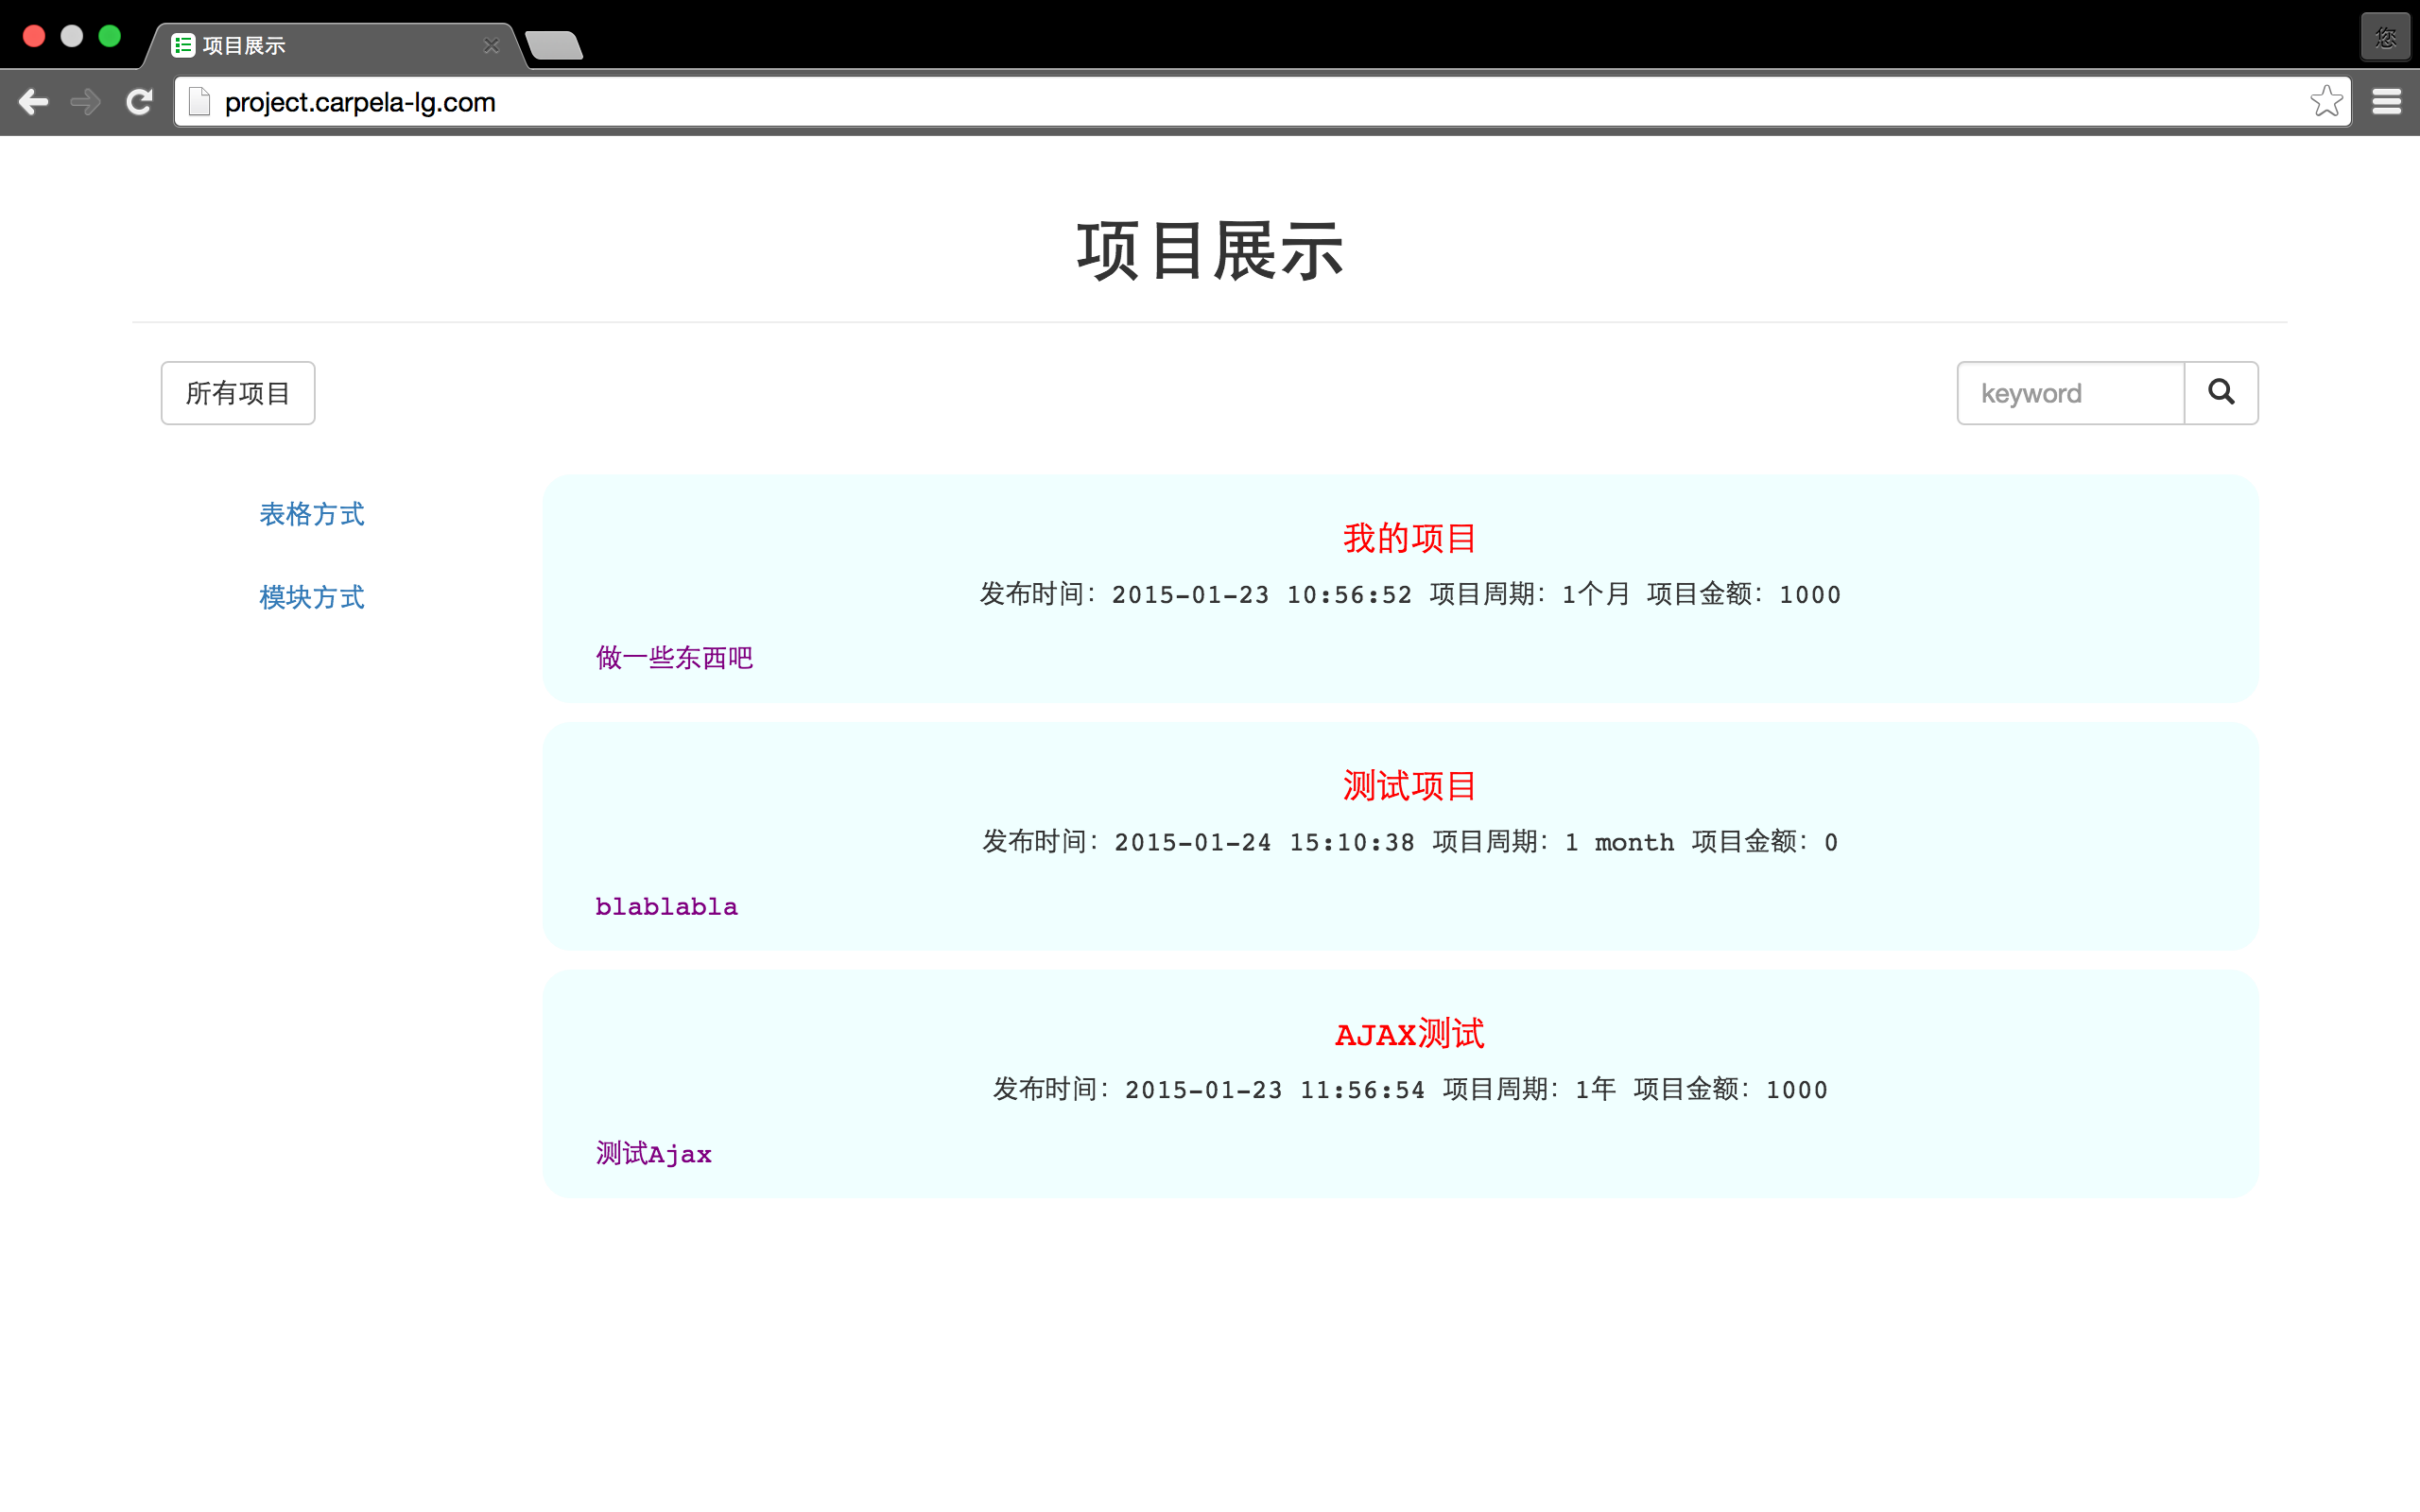 项目展示
您
project.carpela-lg.com
项目展示
所有项目
keyword
表格方式
模块方式
我的项目
发布时间：2015-01-23 10:56:52 项目周期：1个月 项目金额：1000
做一些东西吧
测试项目
发布时间：2015-01-24 15:10:38 项目周期：1 month 项目金额：0
blablabla
AJAX测试
发布时间：2015-01-23 11:56:54 项目周期：1年 项目金额：1000
测试Ajax